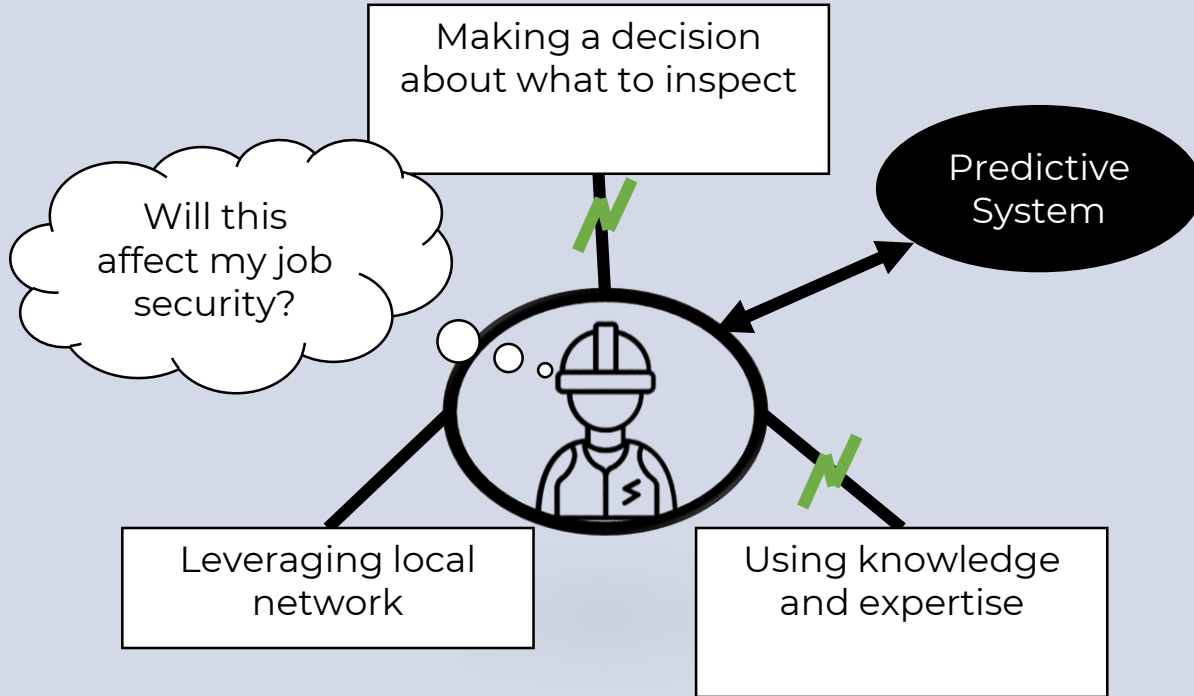 Making a decision
about what to inspect
Will this
affect my job
security?
Predictive
System
Leveraging local
network
Using knowledge
and expertise